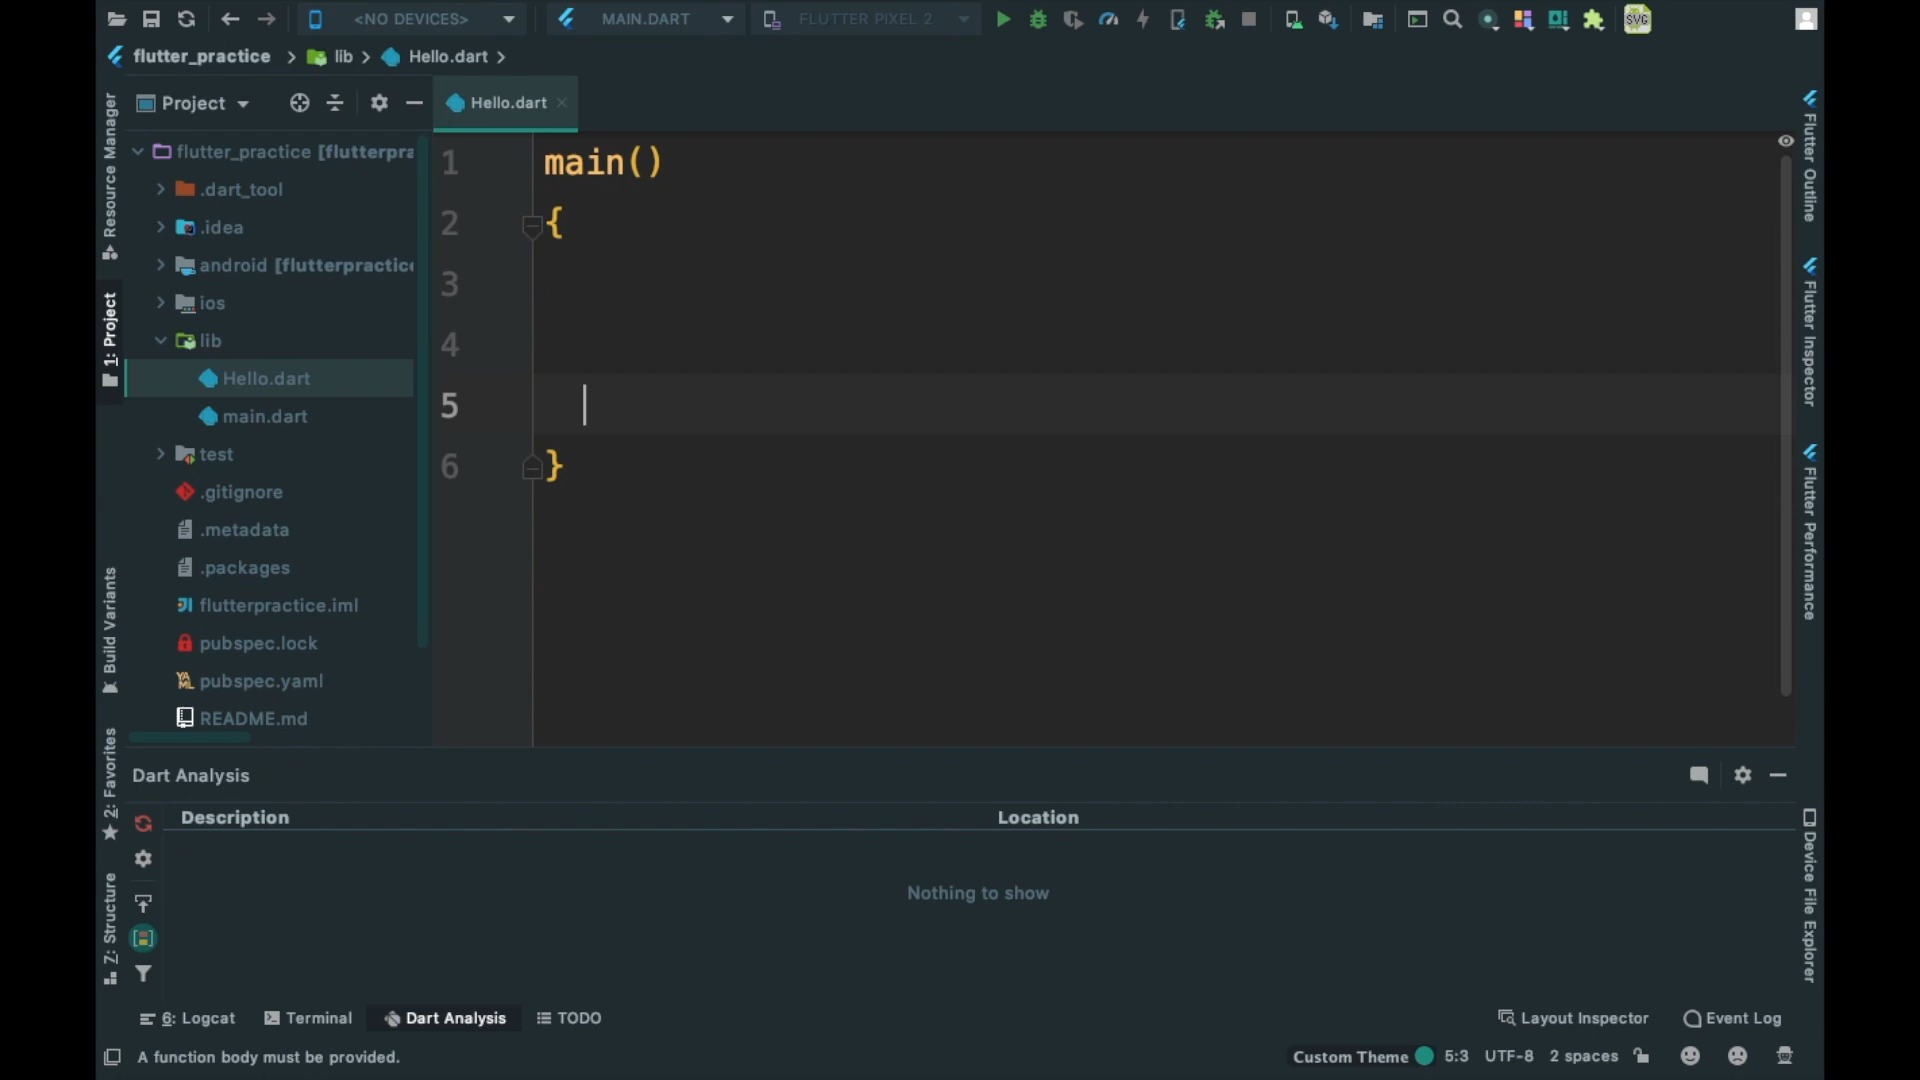 <NO DEVICES>
MAIN.DART
FLUTTER PIXEL 2
SVG
flutter_practice
lib
Hello.dart
Project
Hello.dart
flutter_practice [flutterpra
.dart_tool
.idea
android [flutterpractice
ios
lib
Hello.dart
main.dart
test
.gitignore
.metadata
.packages
flutterpractice.iml
pubspec.lock
pubspec.yaml
README.md
Resource Manager
1: Project
Build Variants
2: Favorites
Z: Structure
1 main()
2 {
3
4
5
6 }
Flutter Outline
Flutter Inspector
Flutter Performance
Device File Explorer
Dart Analysis
Description
Location
Nothing to show
6: Logcat
Terminal
Dart Analysis
TODO
Layout Inspector
Event Log
A function body must be provided.
Custom Theme
5:3
UTF-8
2 spaces